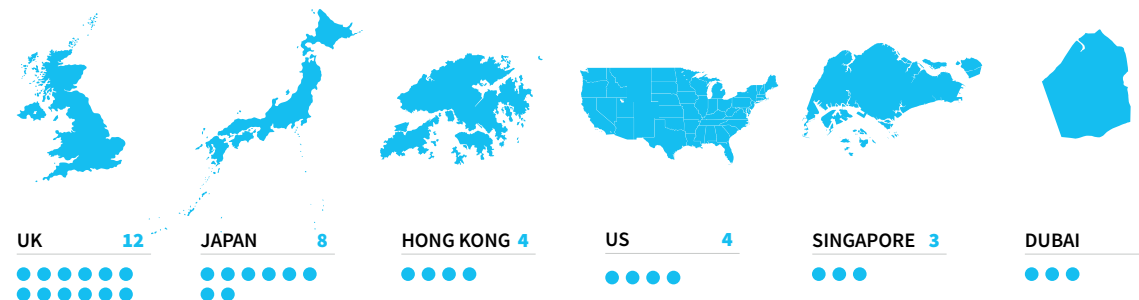 UK 12
JAPAN 8
HONG KONG 4
US 4
SINGAPORE 3
DUBAI